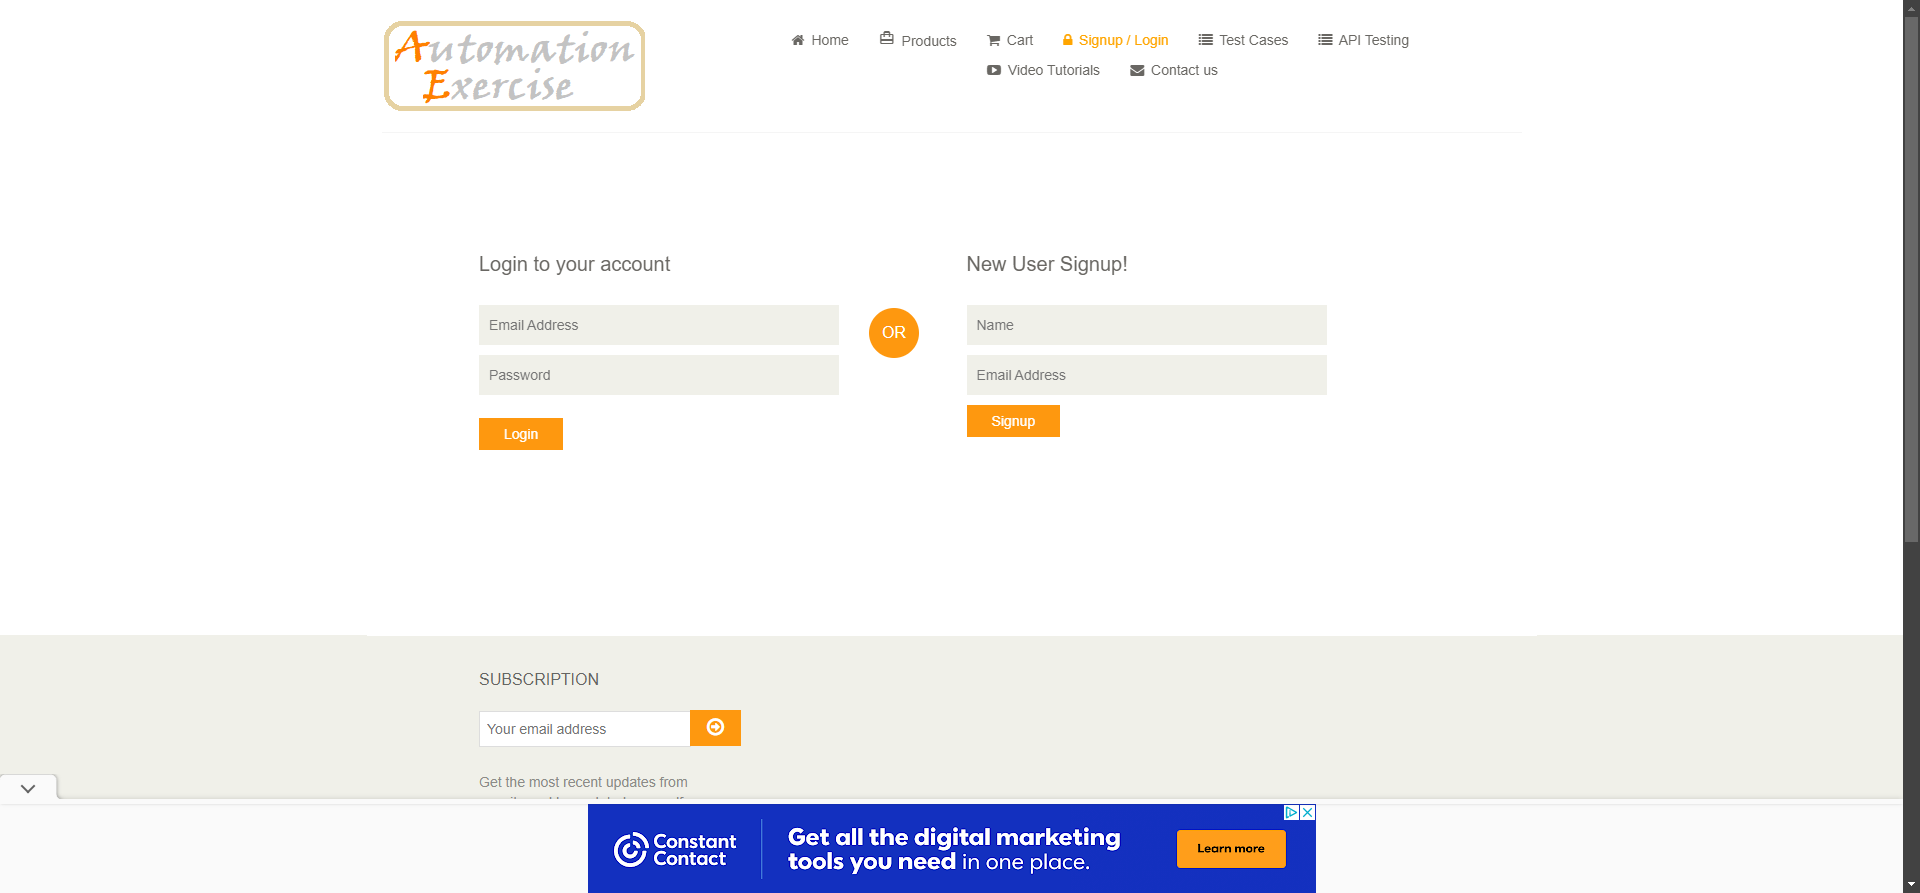 Automation
Exercise
Home
Products
Cart
Signup / Login
Test Cases
API Testing
Video Tutorials
Contact us
Login to your account
Email Address
Password
Login
OR
New User Signup!
Name
Email Address
Signup
SUBSCRIPTION
Your email address
Get the most recent updates from
Constant
Contact
Get all the digital marketing
tools you need in one place.
Learn more